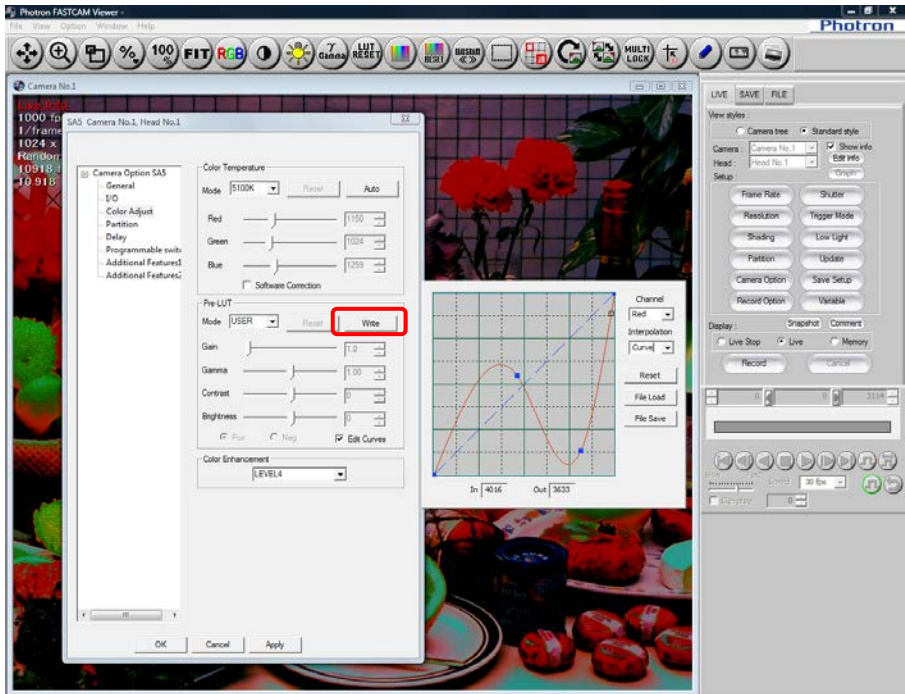 Photron FASTCAM Viewer -
File View Option Window Help
Photron
100 %
FIT
RGB
Gamma
LUT RESET
RESET
MULTI LOCK
Camera No.1
1000 fp
1/frame
1024 x
Random
10918
10.918
SA5 Camera No.1, Head No.1
Camera Option SA5
General
I/O
Color Adjust
Partition
Delay
Programmable switc
Additional Features1
Additional Features2
Color Temperature
Mode 5100K Reset Auto
Red 1150
Green 1024
Blue 1259
Software Correction
Pre-LUT
Mode USER Reset Write
Gain 1.0
Gamma 1.00
Contrast 0
Brightness 0
Pos Neg Edit Curves
Color Enhancement
LEVEL4
OK Cancel Apply
Channel
Red
Interpolation
Curve
Reset
File Load
File Save
In 4016 Out 3633
LIVE SAVE FILE
View styles :
Camera tree Standard style
Camera : Camera No.1 Show info
Head : Head No 1 Edit info
Graph
Setup :
Frame Rate Shutter
Resolution Trigger Mode
Shading Low Light
Partition Update
Camera Option Save Setup
Record Option Variable
Display : Snapshot Comment
Live Stop Live Memory
Record Cancel
0 0 2114
30 fps
0